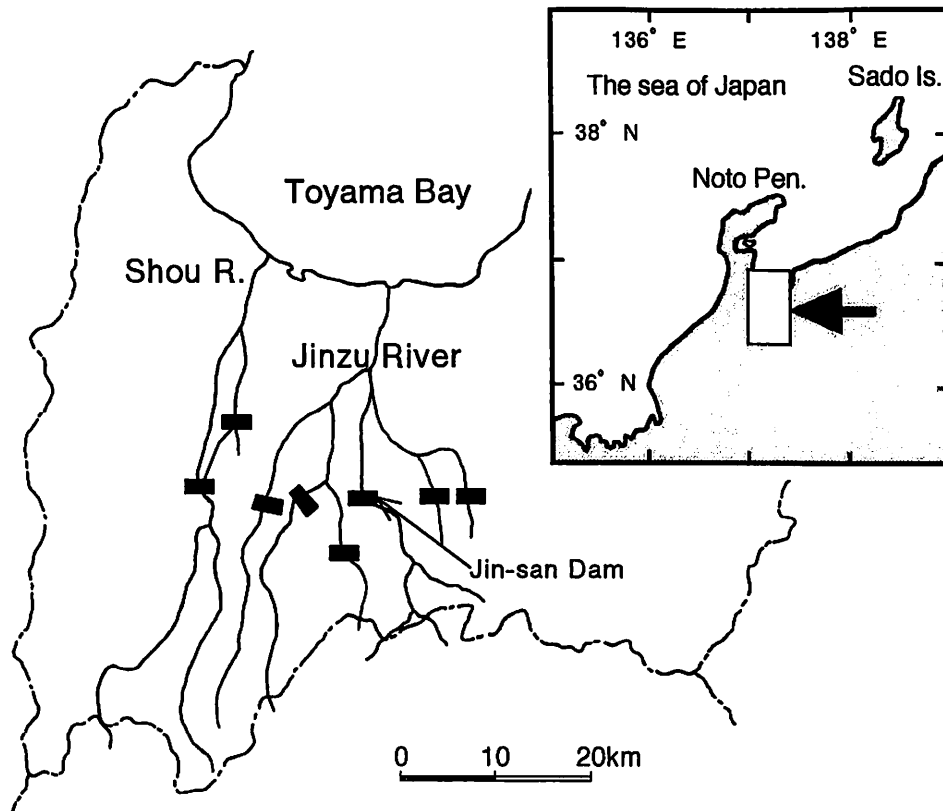 136° E 138° E
The sea of Japan
Sado Is.
38° N
Noto Pen.
Toyama Bay
Shou R.
Jinzu River
36° N
Jin-san Dam
0 10 20km